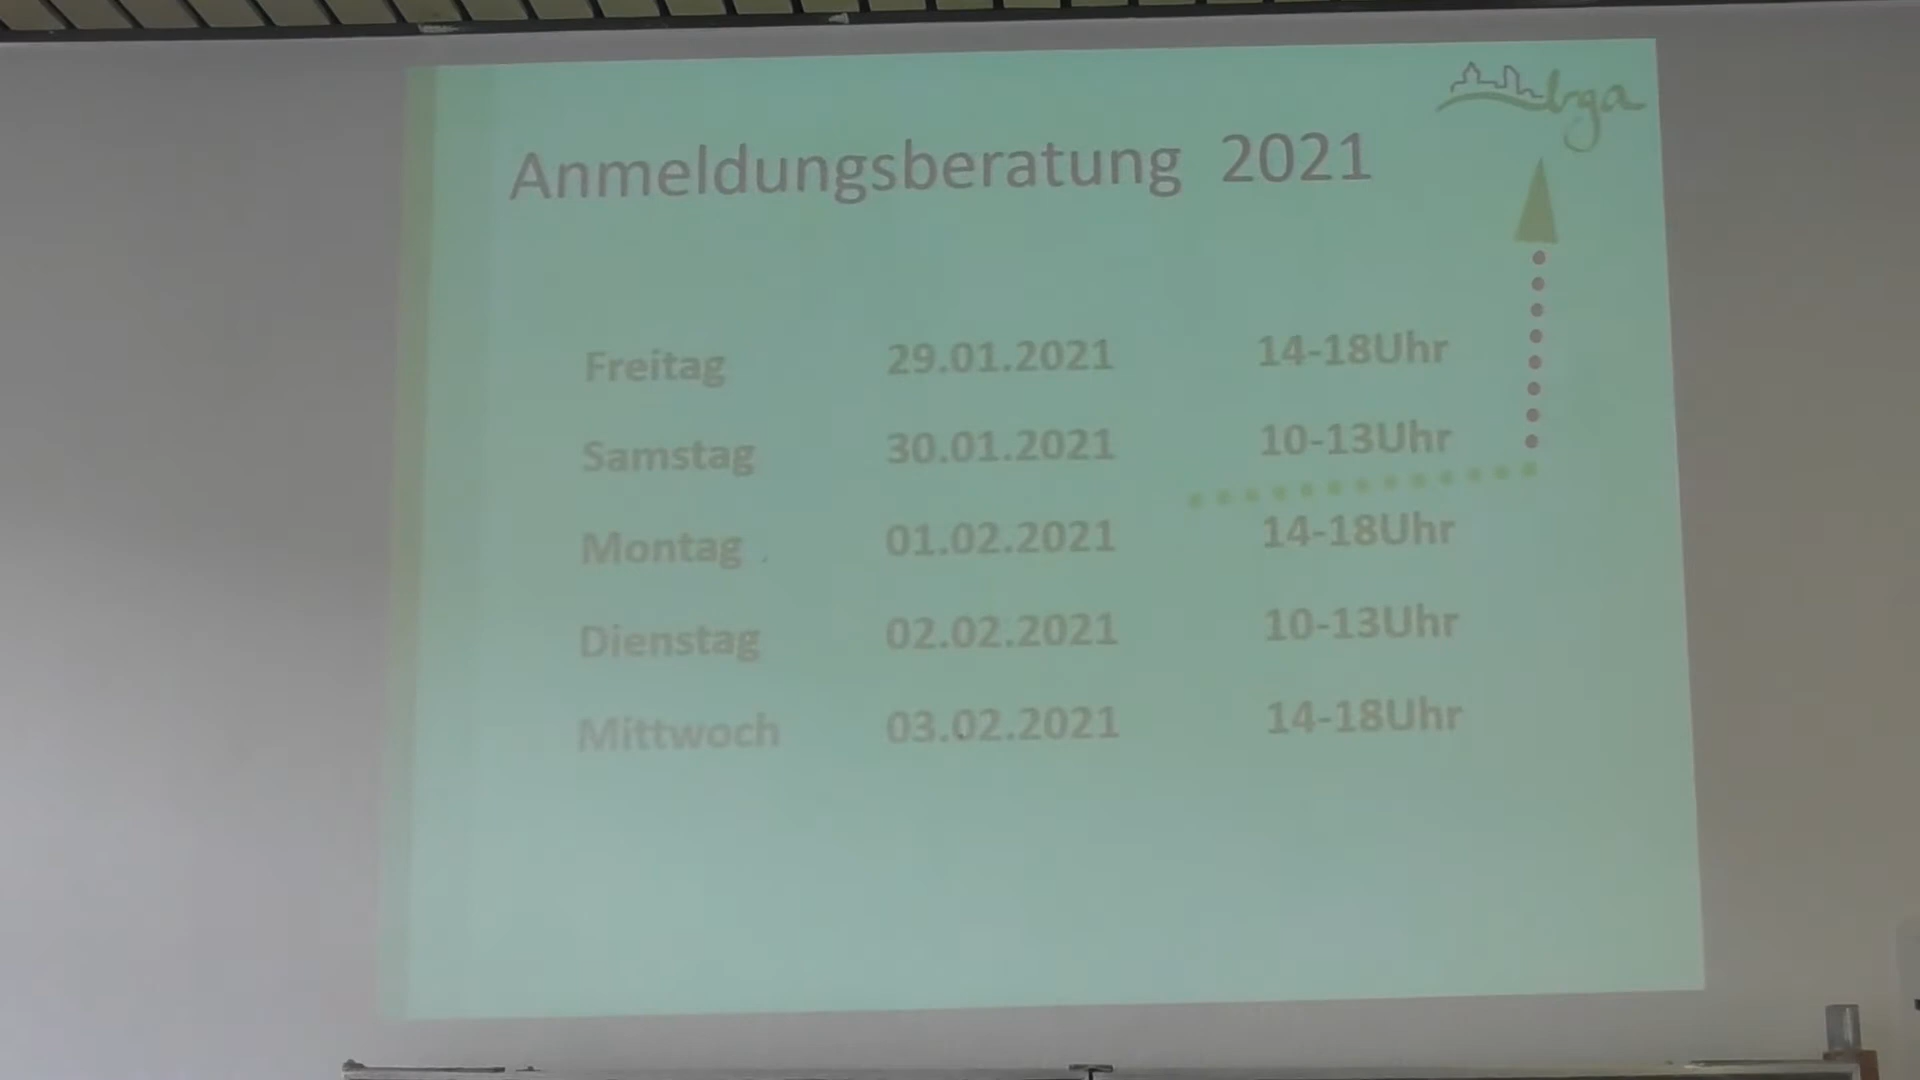 bga
Anmeldungsberatung 2021
Freitag 29.01.2021 14-18Uhr
Samstag 30.01.2021 10-13Uhr
Montag 01.02.2021 14-18Uhr
Dienstag 02.02.2021 10-13Uhr
Mittwoch 03.02.2021 14-18Uhr